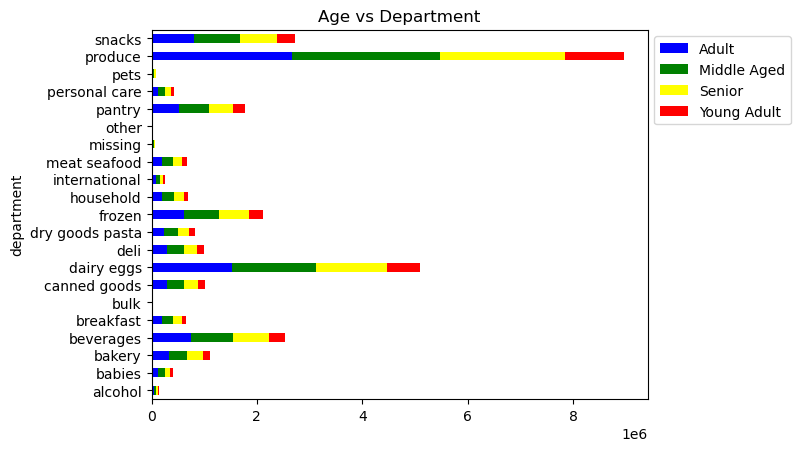 Age vs Department
snacks
produce
pets
personal care
pantry
other
missing
meat seafood
international
household
frozen
dry goods pasta
deli
dairy eggs
canned goods
bulk
breakfast
beverages
bakery
babies
alcohol
department
0 2 4 6 8
1e6
Adult
Middle Aged
Senior
Young Adult